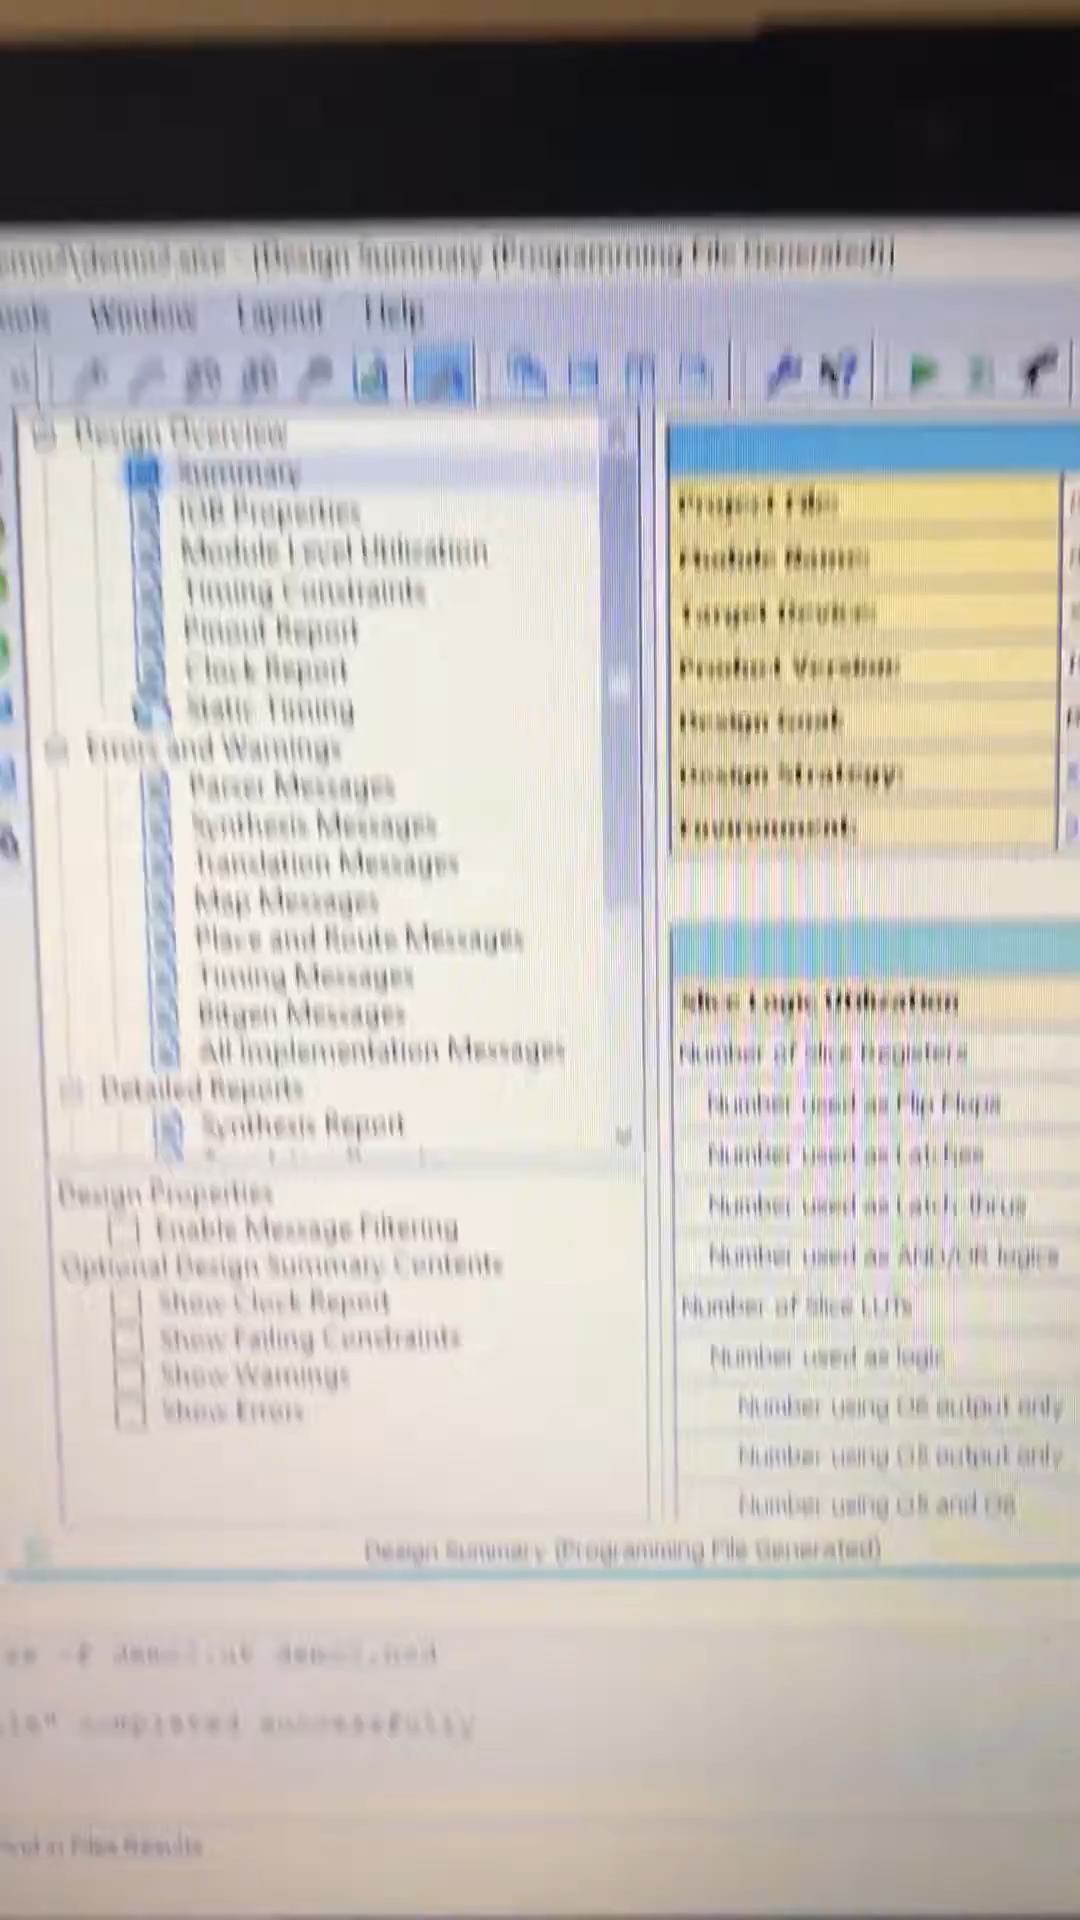 [Design Summary (Programming File Generated)]
Window Layout Help
Design Overview
Summary
IOB Properties
Module Level Utilization
Timing Constraints
Pinout Report
Clock Report
Static Timing
Errors and Warnings
Parser Messages
Synthesis Messages
Translation Messages
Map Messages
Place and Route Messages
Timing Messages
Bitgen Messages
All Implementation Messages
Detailed Reports
Synthesis Report
Design Properties
Enable Message Filtering
Optional Design Summary Contents
Show Clock Report
Show Failing Constraints
Show Warnings
Show Errors
Project File:
Module Name:
Target Device:
Product Version:
Design Goal:
Design Strategy:
Environment:
Slice Logic Utilization
Number of Slice Registers
Number used as Flip Flops
Number used as Latches
Number used as Latch-thrus
Number used as AND/OR logics
Number of Slice LUTs
Number used as logic
Number using O6 output only
Number using O5 output only
Number using O5 and O6
Design Summary (Programming File Generated)
completed successfully
Find in Files Results